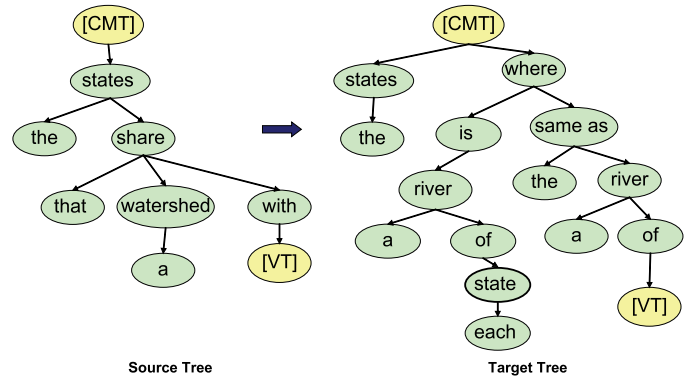 [CMT] [CMT]
states states where
the share the is same as
that watershed with river the river
a [VT] a of a of
state [VT]
each
Source Tree Target Tree